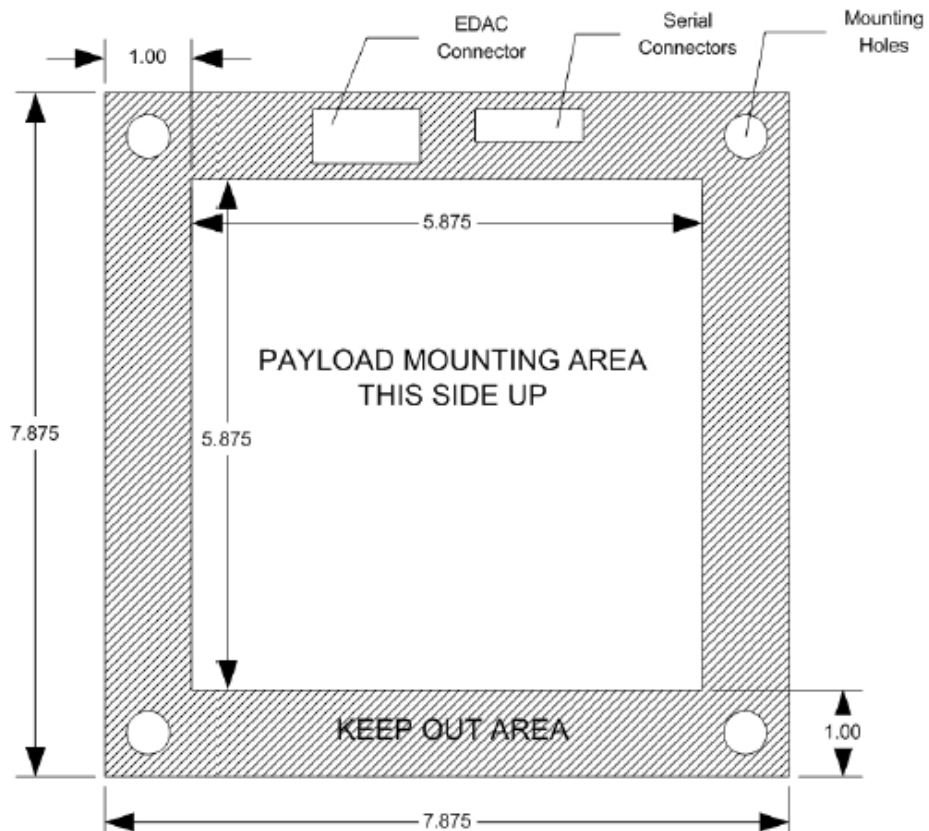 EDAC
Connector
Serial
Connectors
Mounting
Holes
1.00
5.875
PAYLOAD MOUNTING AREA
THIS SIDE UP
7.875
5.875
KEEP OUT AREA
1.00
7.875